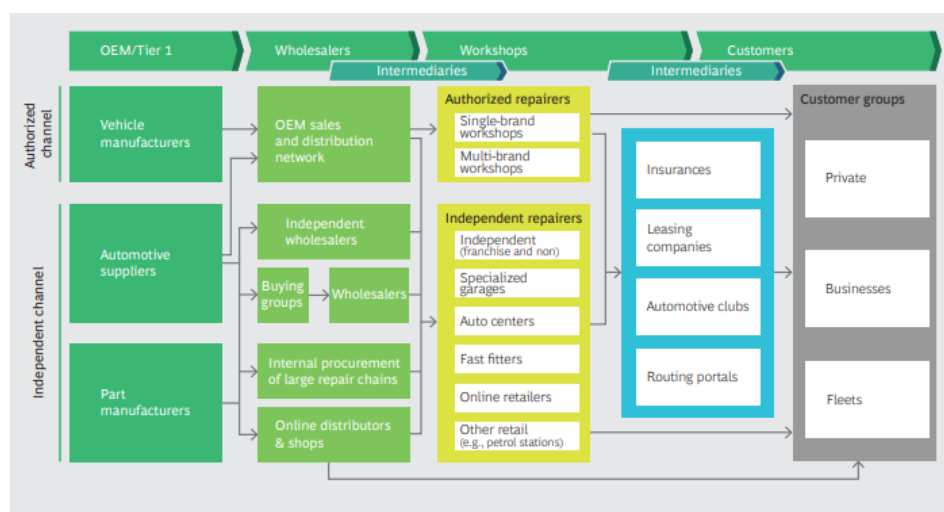 OEM/Tier 1
Wholesalers
Workshops
Customers
Intermediaries
Intermediaries
Authorized
channel
Vehicle
manufacturers
OEM sales
and distribution
network
Authorized repairers
Single-brand
workshops
Multi-brand
workshops
Customer groups
Private
Businesses
Fleets
Insurances
Leasing
companies
Automotive clubs
Routing portals
Independent channel
Automotive
suppliers
Part
manufacturers
Independent
wholesalers
Buying
groups
Wholesalers
Internal procurement
of large repair chains
Online distributors
& shops
Independent repairers
Independent
(franchise and non)
Specialized
garages
Auto centers
Fast fitters
Online retailers
Other retail
(e.g., petrol stations)